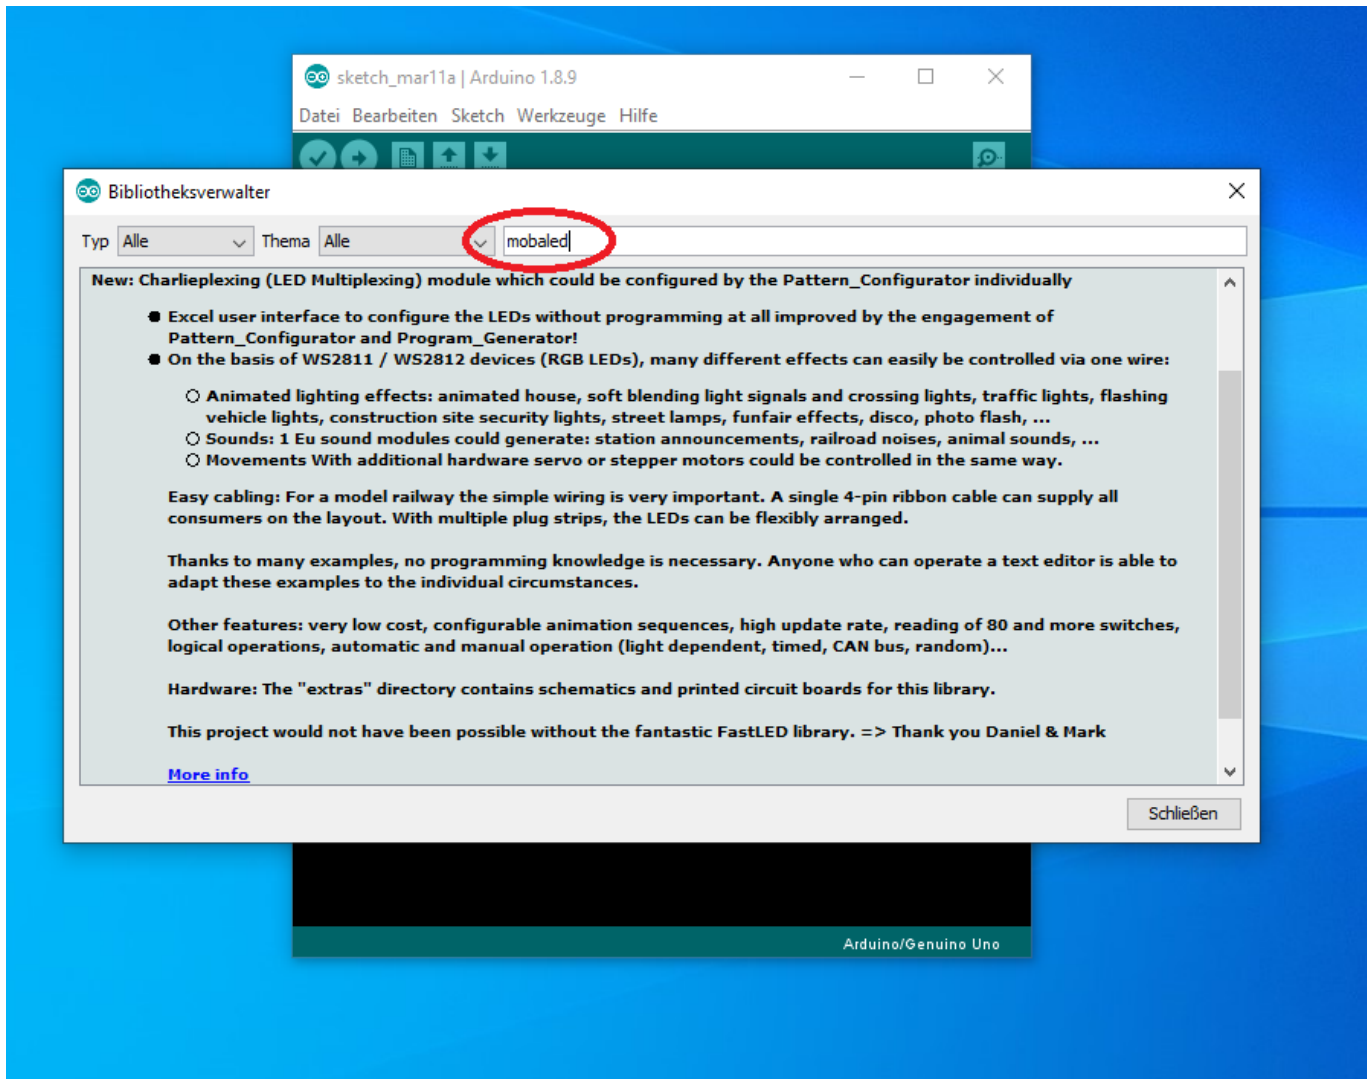 sketch_mar11a | Arduino 1.8.9
Datei Bearbeiten Sketch Werkzeuge Hilfe
Bibliotheksverwalter
Typ Alle Thema Alle mobaled
New: Charlieplexing (LED Multiplexing) module which could be configured by the Pattern_Configurator individually
Excel user interface to configure the LEDs without programming at all improved by the engagement of
Pattern_Configurator and Program_Generator!
On the basis of WS2811 / WS2812 devices (RGB LEDs), many different effects can easily be controlled via one wire:
Animated lighting effects: animated house, soft blending light signals and crossing lights, traffic lights, flashing
vehicle lights, construction site security lights, street lamps, funfair effects, disco, photo flash, ...
Sounds: 1 Eu sound modules could generate: station announcements, railroad noises, animal sounds, ...
Movements With additional hardware servo or stepper motors could be controlled in the same way.
Easy cabling: For a model railway the simple wiring is very important. A single 4-pin ribbon cable can supply all
consumers on the layout. With multiple plug strips, the LEDs can be flexibly arranged.
Thanks to many examples, no programming knowledge is necessary. Anyone who can operate a text editor is able to
adapt these examples to the individual circumstances.
Other features: very low cost, configurable animation sequences, high update rate, reading of 80 and more switches,
logical operations, automatic and manual operation (light dependent, timed, CAN bus, random)...
Hardware: The "extras" directory contains schematics and printed circuit boards for this library.
This project would not have been possible without the fantastic FastLED library. => Thank you Daniel & Mark
More info
Schließen
Arduino/Genuino Uno